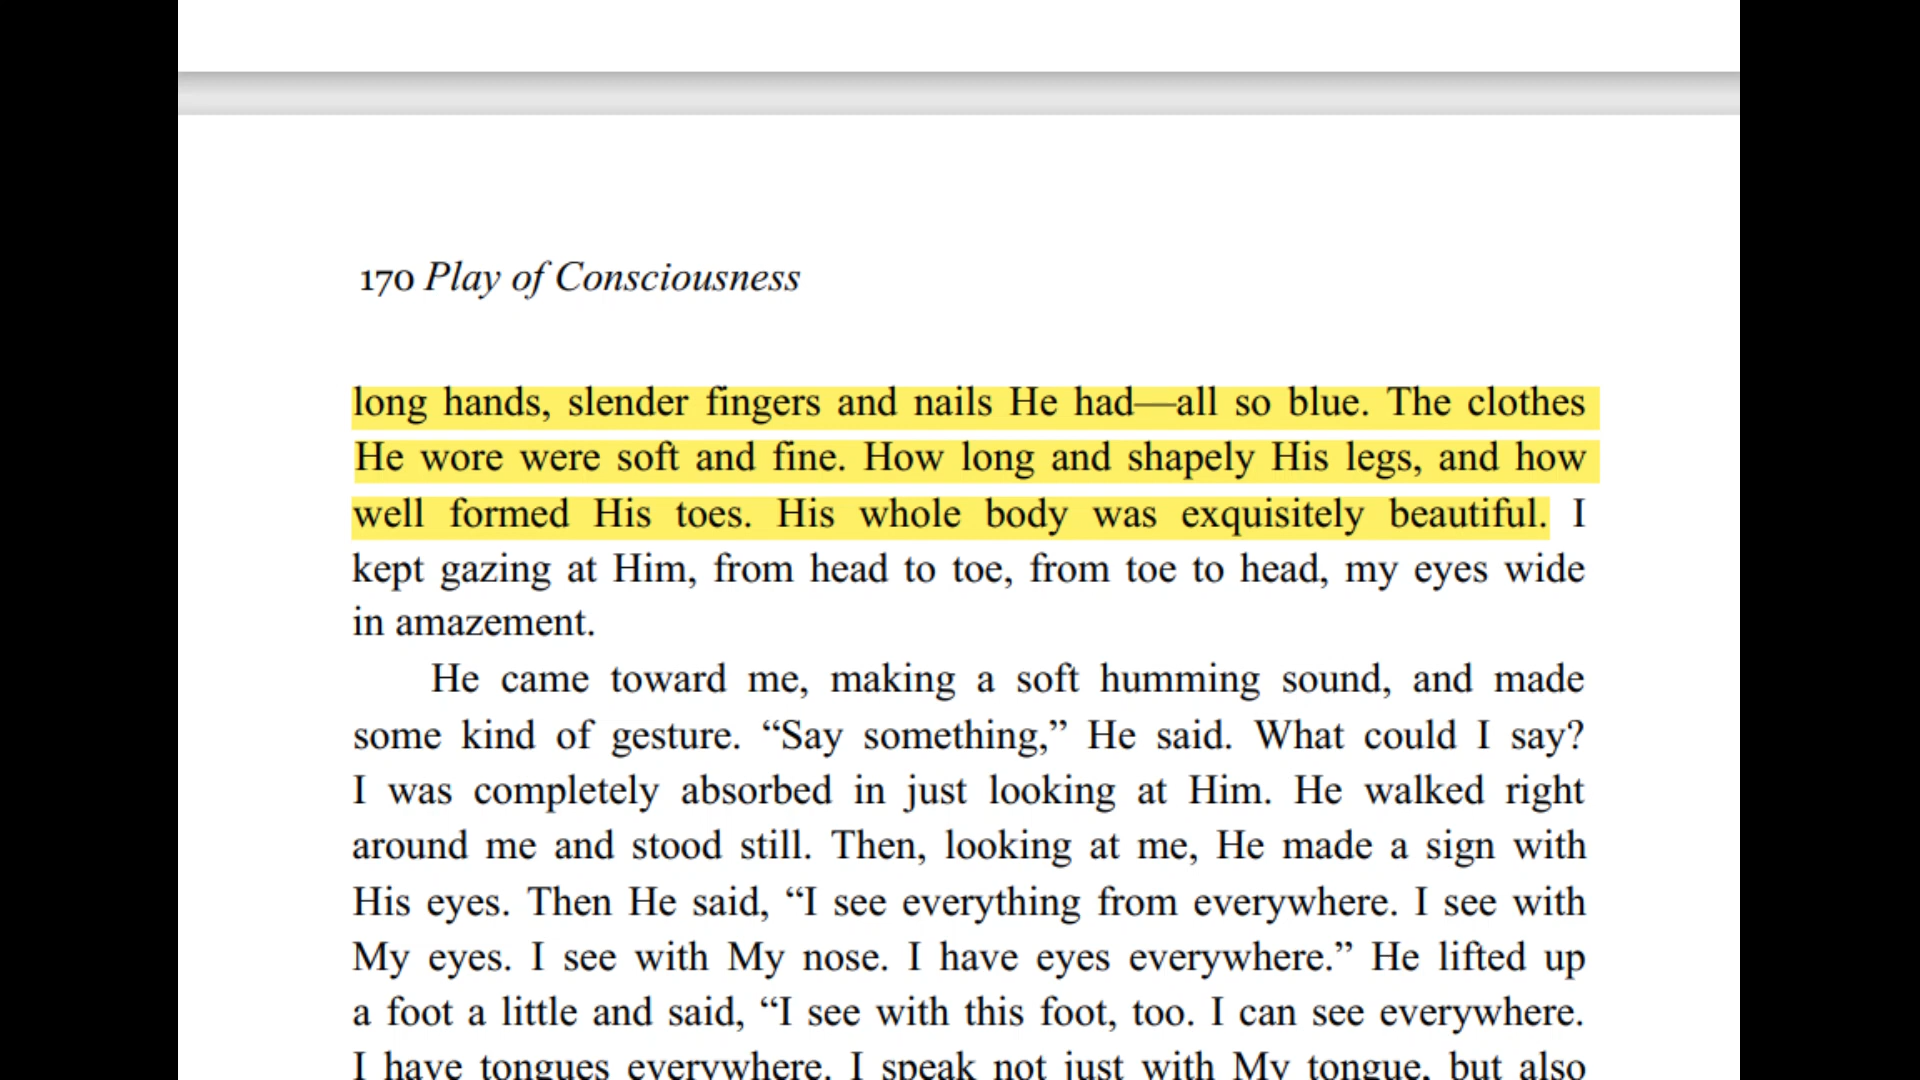 170 Play of Consciousness
long hands, slender fingers and nails He had—all so blue. The clothes
He wore were soft and fine. How long and shapely His legs, and how
well formed His toes. His whole body was exquisitely beautiful. I
kept gazing at Him, from head to toe, from toe to head, my eyes wide
in amazement.
He came toward me, making a soft humming sound, and made
some kind of gesture. “Say something,” He said. What could I say?
I was completely absorbed in just looking at Him. He walked right
around me and stood still. Then, looking at me, He made a sign with
His eyes. Then He said, “I see everything from everywhere. I see with
My eyes. I see with My nose. I have eyes everywhere.” He lifted up
a foot a little and said, “I see with this foot, too. I can see everywhere.
I have tongues everywhere. I speak not just with My tongue, but also